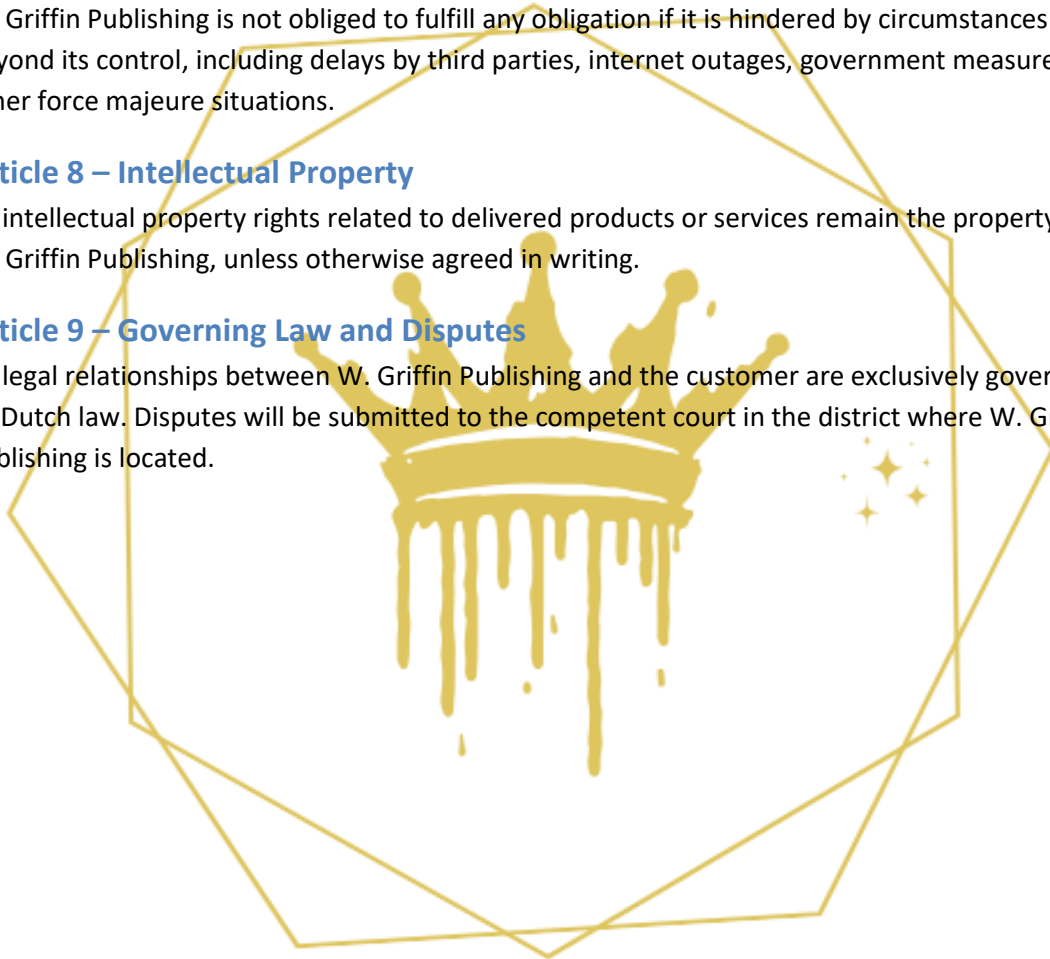 Griffin Publishing is not obliged to fulfill any obligation if it is hindered by circumstances
yond its control, including delays by third parties, internet outages, government measure
her force majeure situations.
ticle 8 – Intellectual Property
intellectual property rights related to delivered products or services remain the property
Griffin Publishing, unless otherwise agreed in writing.
ticle 9 – Governing Law and Disputes
legal relationships between W. Griffin Publishing and the customer are exclusively gover
Dutch law. Disputes will be submitted to the competent court in the district where W. G
blishing is located.